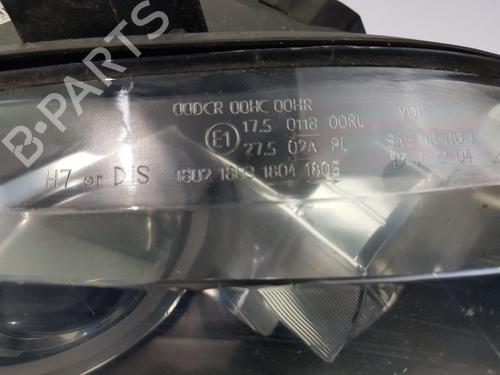 B-PARTS
00DCR 00HC 00HR
E1 17.5 0118 00RL
27.5 02A PL
H7 or D1S 1802 1803 1804 1805